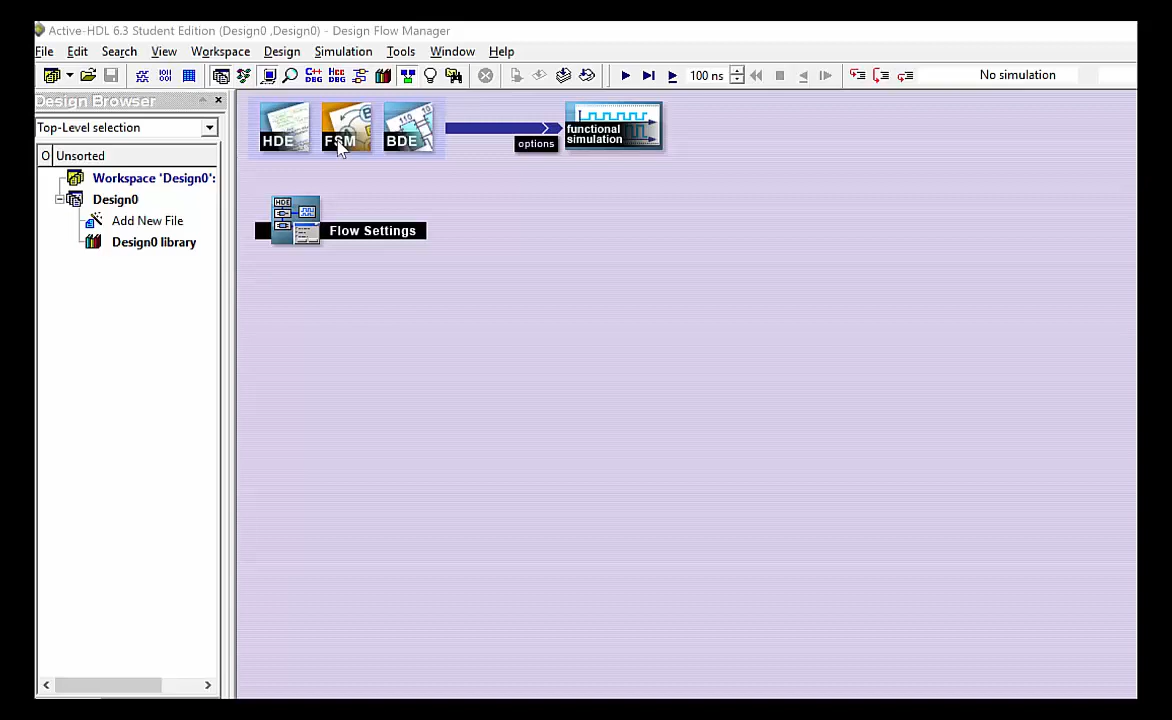 Active-HDL 6.3 Student Edition (Design0 ,Design0) - Design Flow Manager
File Edit Search View Workspace Design Simulation Tools Window Help
100 ns No simulation
Design Browser
Top-Level selection
Unsorted
Workspace 'Design0':
Design0
Add New File
Design0 library
HDE FSM BDE options functional simulation
HDE Flow Settings